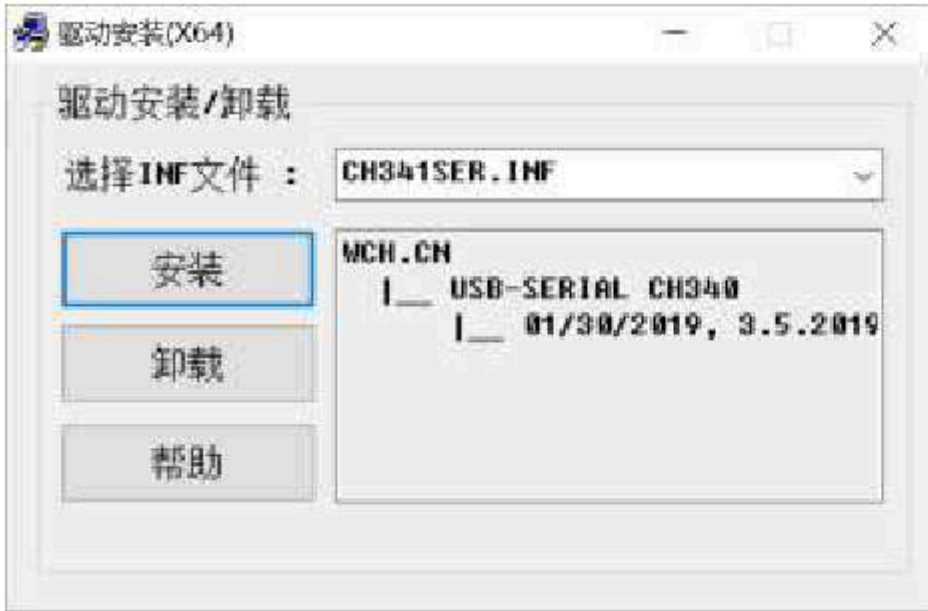 驱动安装(X64)
驱动安装/卸载
选择INF文件 : CH341SER.INF
安装
WCH.CN
|__ USB-SERIAL CH340
|__ 01/30/2019, 3.5.2019
卸载
帮助